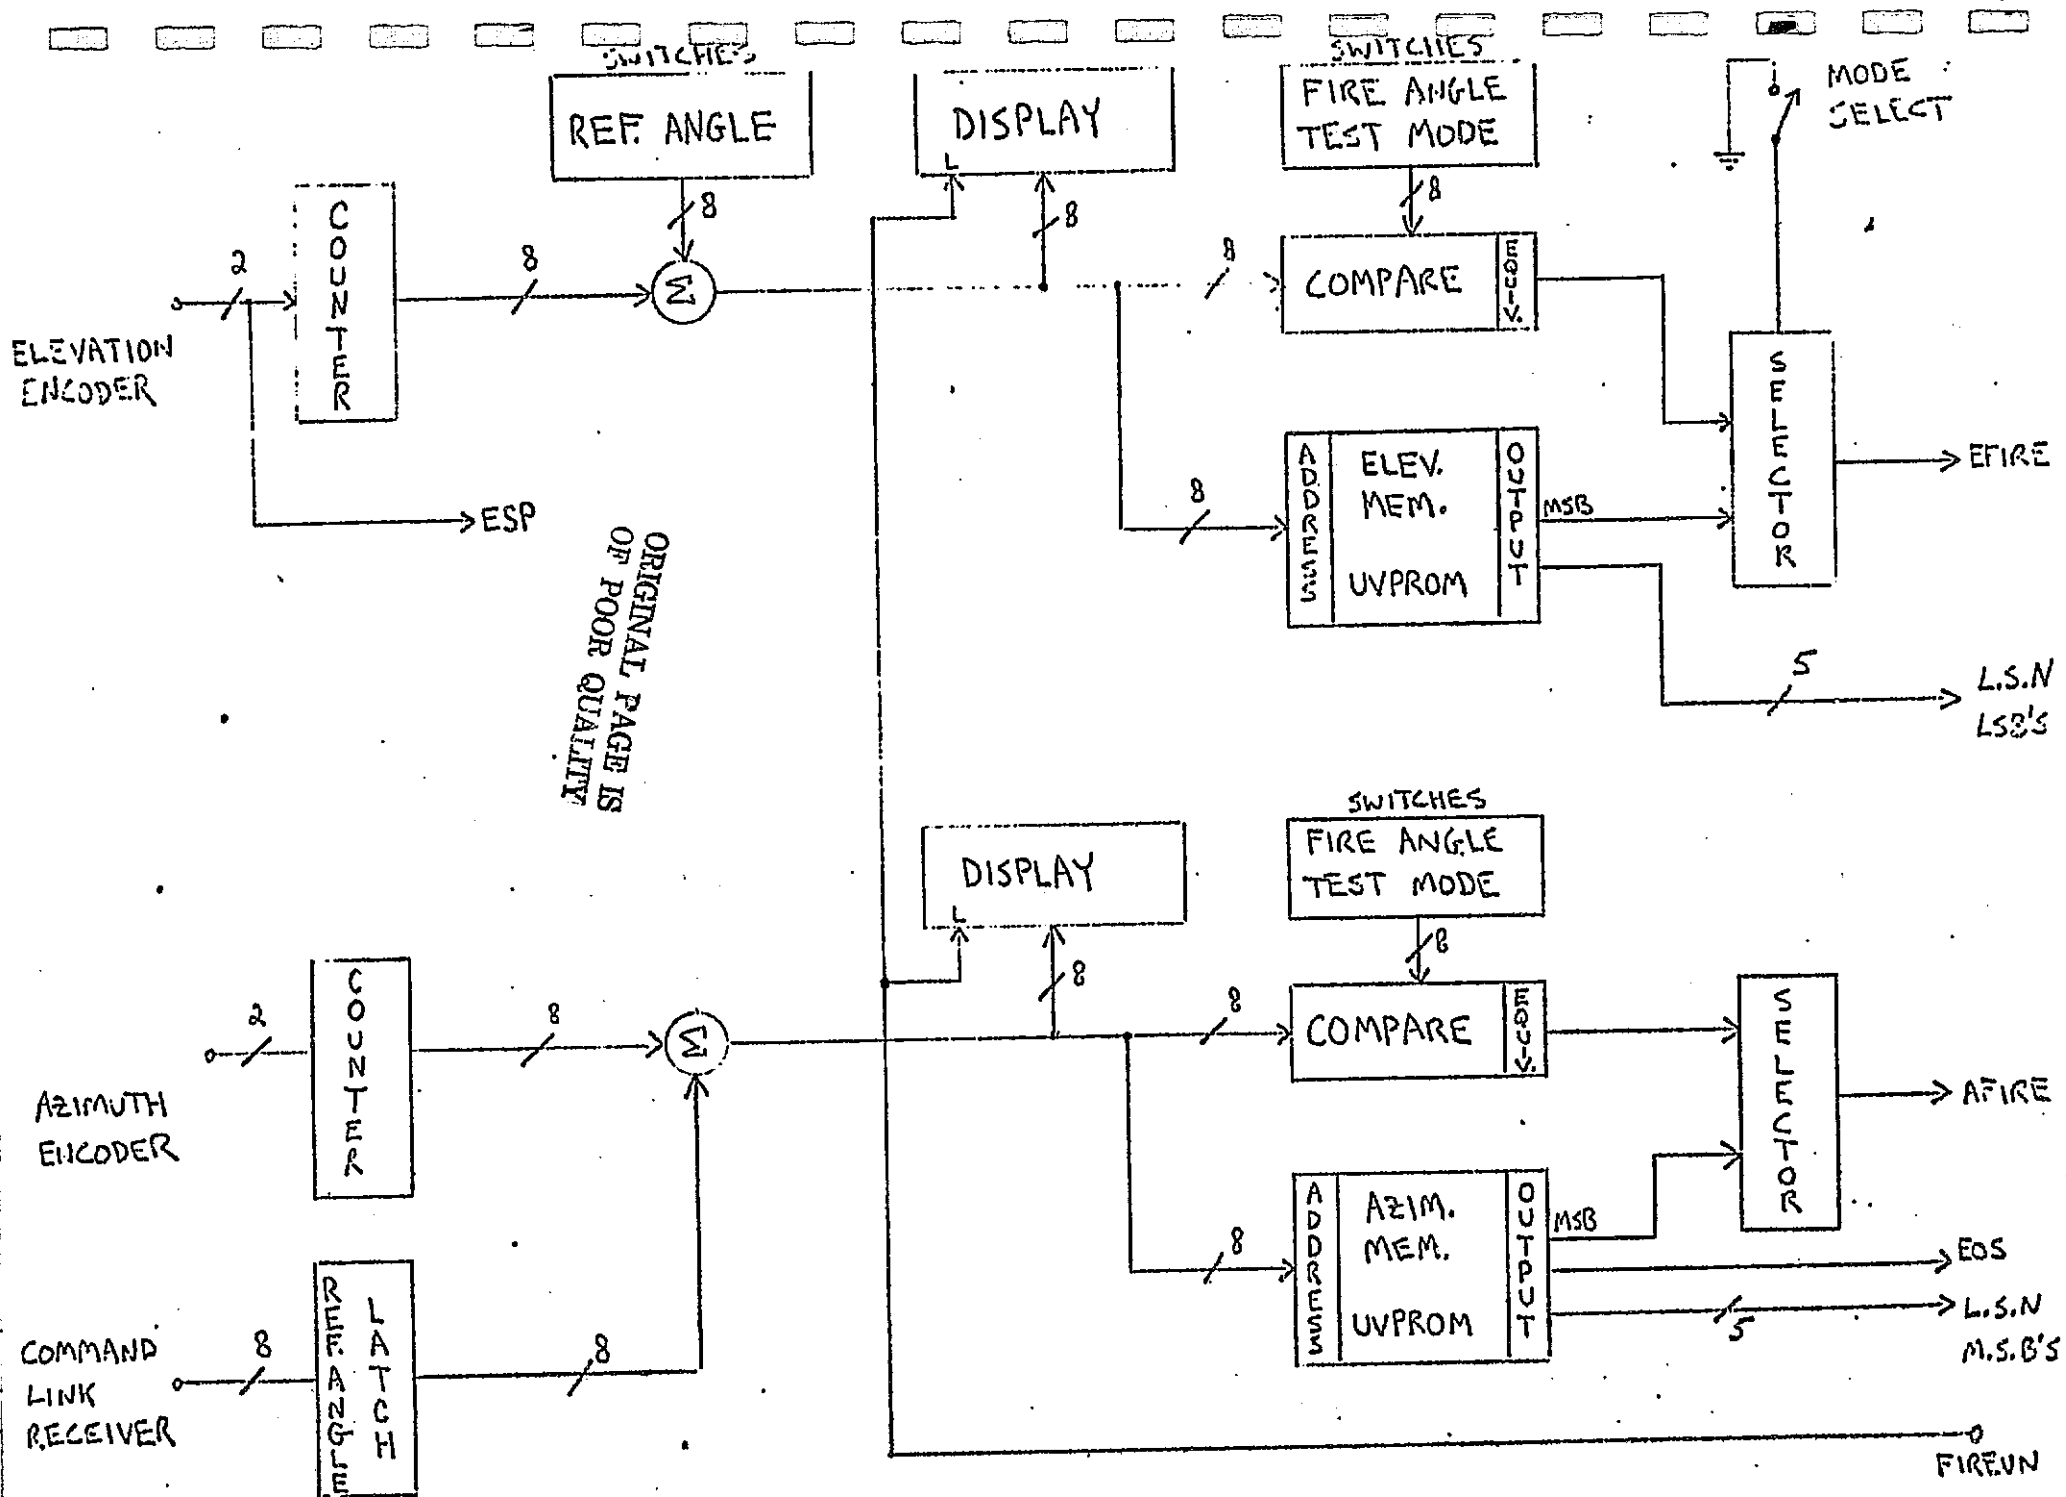 SWITCHES
REF. ANGLE
8
DISPLAY
L
8
SWITCHES
FIRE ANGLE
TEST MODE
8
MODE
SELECT
2
COUNTER
8
Σ
8
COMPARE
EQUIV.
ELEVATION
ENCODER
ESP
8
ADDRESS
ELEV.
MEM.
UVPROM
OUTPUT
MSB
SELECTOR
EFIRE
5
L.S.N
LSB'S
ORIGINAL PAGE IS
OF POOR QUALITY
DISPLAY
L
8
SWITCHES
FIRE ANGLE
TEST MODE
8
2
COUNTER
8
Σ
8
COMPARE
EQUIV.
AZIMUTH
ENCODER
SELECTOR
AFIRE
8
ADDRESS
AZIM.
MEM.
UVPROM
OUTPUT
MSB
EOS
5
L.S.N
M.S.B'S
COMMAND
LINK
RECEIVER
8
REF. ANGLE
LATCH
8